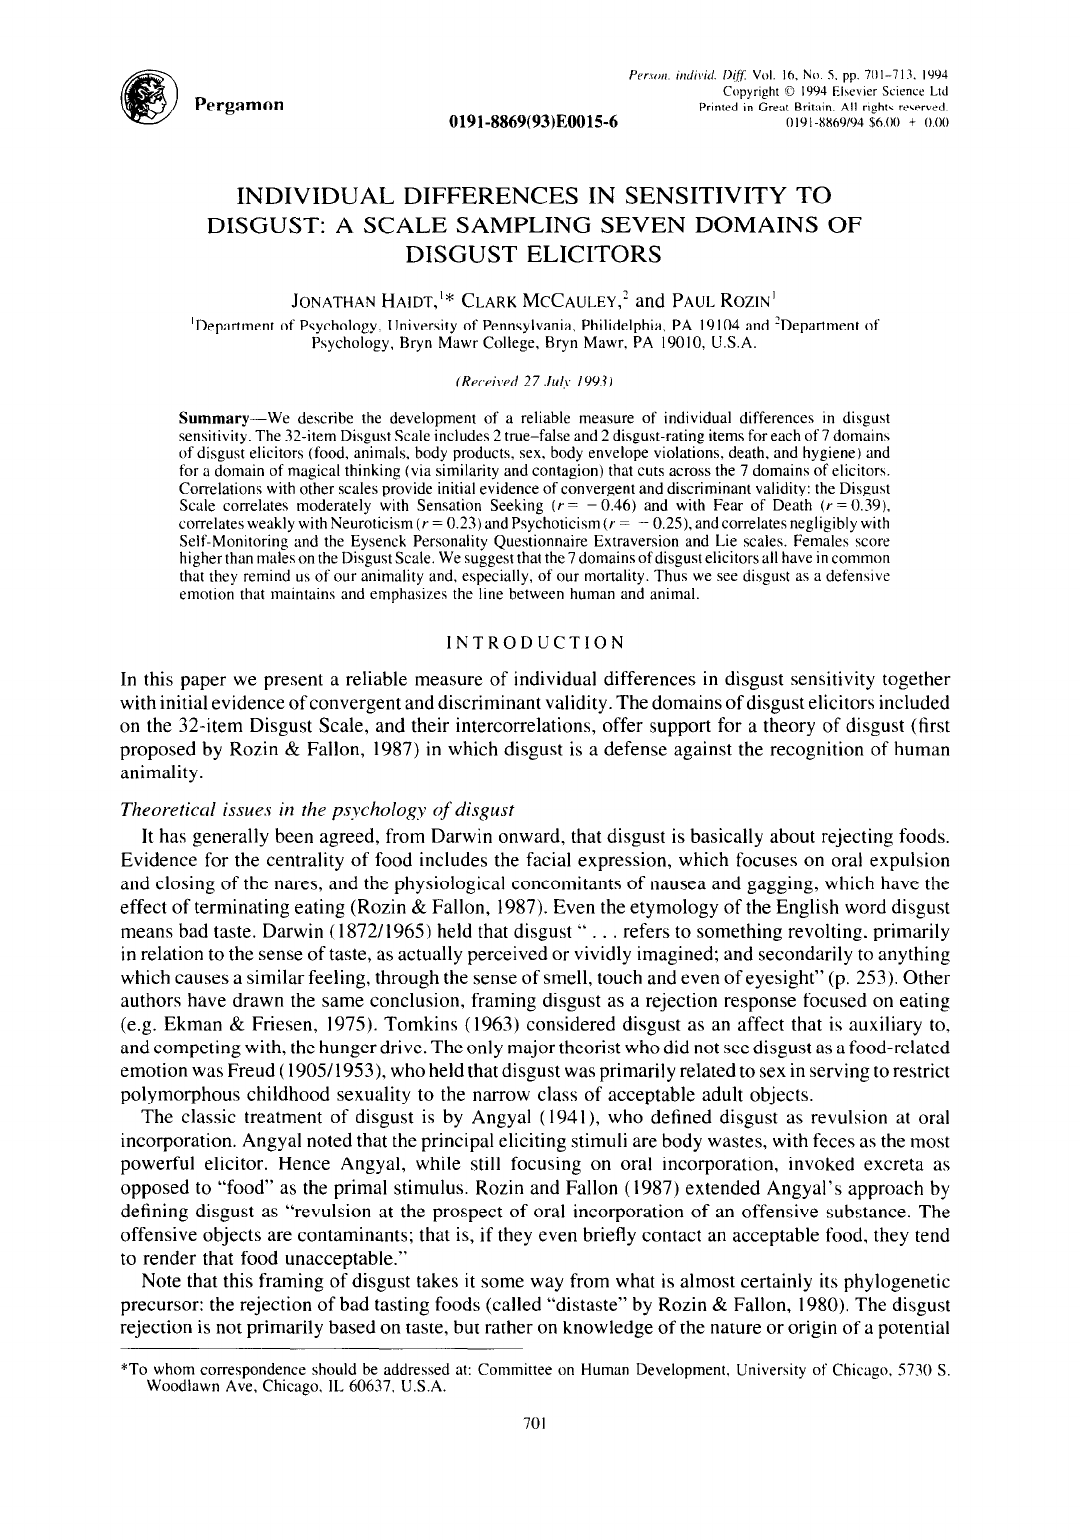 Person. individ. Diff. Vol. 16, No. 5, pp. 701–713, 1994
Copyright © 1994 Elsevier Science Ltd
Printed in Great Britain. All rights reserved.
0191-8869/94 $6.00 + 0.00
Pergamon
0191-8869(93)E0015-6
INDIVIDUAL DIFFERENCES IN SENSITIVITY TO
DISGUST: A SCALE SAMPLING SEVEN DOMAINS OF
DISGUST ELICITORS
JONATHAN HAIDT,¹* CLARK MCCAULEY,² and PAUL ROZIN¹
¹Department of Psychology, University of Pennsylvania, Philidelphia, PA 19104 and ²Department of
Psychology, Bryn Mawr College, Bryn Mawr, PA 19010, U.S.A.
(Received 27 July 1993)
Summary—We describe the development of a reliable measure of individual differences in disgust
sensitivity. The 32-item Disgust Scale includes 2 true–false and 2 disgust-rating items for each of 7 domains
of disgust elicitors (food, animals, body products, sex, body envelope violations, death, and hygiene) and
for a domain of magical thinking (via similarity and contagion) that cuts across the 7 domains of elicitors.
Correlations with other scales provide initial evidence of convergent and discriminant validity: the Disgust
Scale correlates moderately with Sensation Seeking (r = − 0.46) and with Fear of Death (r = 0.39),
correlates weakly with Neuroticism (r = 0.23) and Psychoticism (r = − 0.25), and correlates negligibly with
Self-Monitoring and the Eysenck Personality Questionnaire Extraversion and Lie scales. Females score
higher than males on the Disgust Scale. We suggest that the 7 domains of disgust elicitors all have in common
that they remind us of our animality and, especially, of our mortality. Thus we see disgust as a defensive
emotion that maintains and emphasizes the line between human and animal.
INTRODUCTION
In this paper we present a reliable measure of individual differences in disgust sensitivity together
with initial evidence of convergent and discriminant validity. The domains of disgust elicitors included
on the 32-item Disgust Scale, and their intercorrelations, offer support for a theory of disgust (first
proposed by Rozin & Fallon, 1987) in which disgust is a defense against the recognition of human
animality.
Theoretical issues in the psychology of disgust
It has generally been agreed, from Darwin onward, that disgust is basically about rejecting foods.
Evidence for the centrality of food includes the facial expression, which focuses on oral expulsion
and closing of the nares, and the physiological concomitants of nausea and gagging, which have the
effect of terminating eating (Rozin & Fallon, 1987). Even the etymology of the English word disgust
means bad taste. Darwin (1872/1965) held that disgust “ . . . refers to something revolting, primarily
in relation to the sense of taste, as actually perceived or vividly imagined; and secondarily to anything
which causes a similar feeling, through the sense of smell, touch and even of eyesight” (p. 253). Other
authors have drawn the same conclusion, framing disgust as a rejection response focused on eating
(e.g. Ekman & Friesen, 1975). Tomkins (1963) considered disgust as an affect that is auxiliary to,
and competing with, the hunger drive. The only major theorist who did not see disgust as a food-related
emotion was Freud (1905/1953), who held that disgust was primarily related to sex in serving to restrict
polymorphous childhood sexuality to the narrow class of acceptable adult objects.
The classic treatment of disgust is by Angyal (1941), who defined disgust as revulsion at oral
incorporation. Angyal noted that the principal eliciting stimuli are body wastes, with feces as the most
powerful elicitor. Hence Angyal, while still focusing on oral incorporation, invoked excreta as
opposed to “food” as the primal stimulus. Rozin and Fallon (1987) extended Angyal’s approach by
defining disgust as “revulsion at the prospect of oral incorporation of an offensive substance. The
offensive objects are contaminants; that is, if they even briefly contact an acceptable food, they tend
to render that food unacceptable.”
Note that this framing of disgust takes it some way from what is almost certainly its phylogenetic
precursor: the rejection of bad tasting foods (called “distaste” by Rozin & Fallon, 1980). The disgust
rejection is not primarily based on taste, but rather on knowledge of the nature or origin of a potential
*To whom correspondence should be addressed at: Committee on Human Development, University of Chicago, 5730 S.
Woodlawn Ave, Chicago, IL 60637, U.S.A.
701